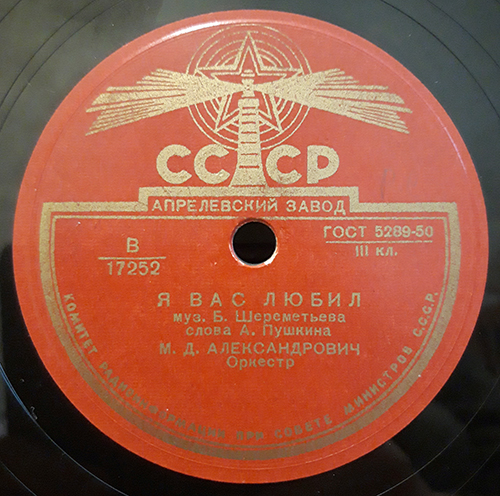 СССР
АПРЕЛЕВСКИЙ ЗАВОД
ГОСТ 5289-50
В
17252
III кл.
Я ВАС ЛЮБИЛ
муз. Б. Шереметьева
слова А. Пушкина
М. Д. АЛЕКСАНДРОВИЧ
Оркестр
КОМИТЕТ ПРИ СОВЕТЕ МИНИСТРОВ С.С.С.Р.